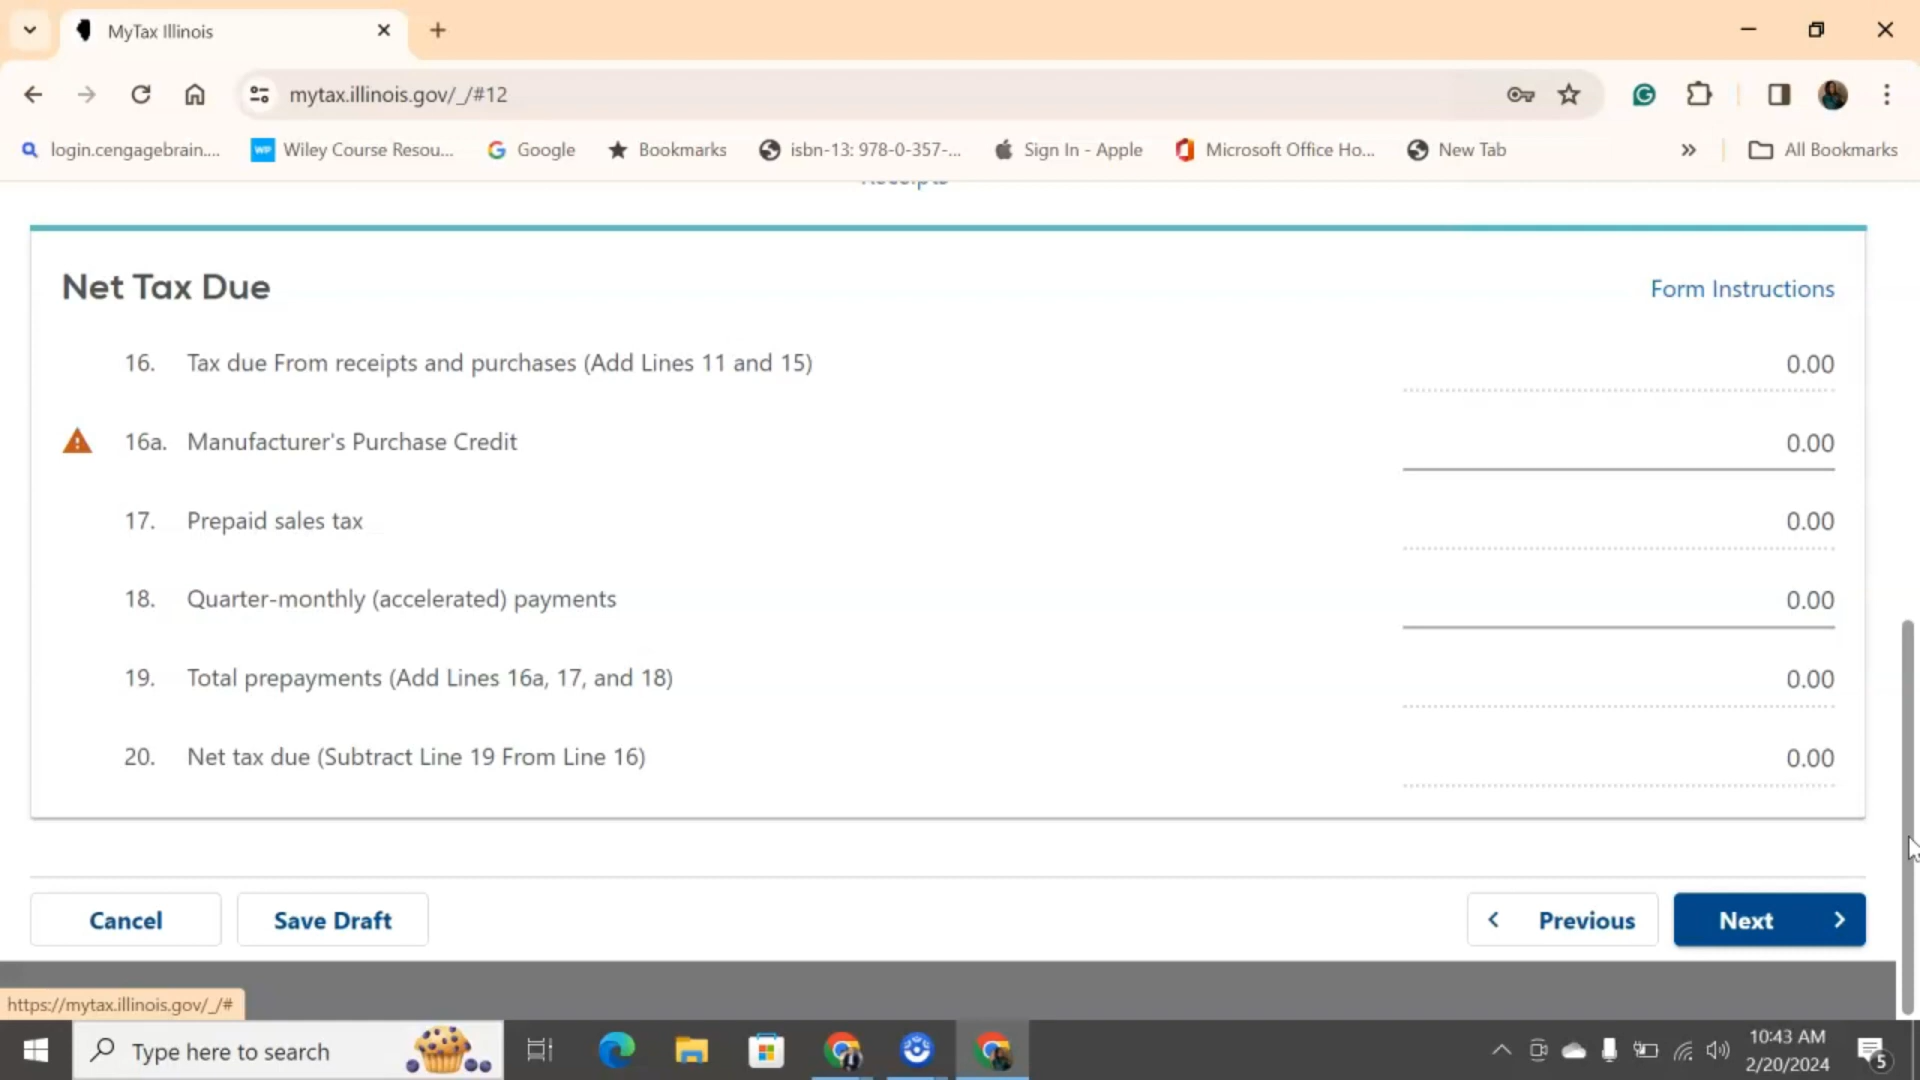 MyTax Illinois
mytax.illinois.gov/_/#12
login.cengagebrain.... Wiley Course Resou... Google Bookmarks isbn-13: 978-0-357-... Sign In - Apple Microsoft Office Ho... New Tab » All Bookmarks
Receipts
Net Tax Due Form Instructions
16. Tax due From receipts and purchases (Add Lines 11 and 15) 0.00
16a. Manufacturer's Purchase Credit 0.00
17. Prepaid sales tax 0.00
18. Quarter-monthly (accelerated) payments 0.00
19. Total prepayments (Add Lines 16a, 17, and 18) 0.00
20. Net tax due (Subtract Line 19 From Line 16) 0.00
Cancel Save Draft Previous Next
https://mytax.illinois.gov/_/#
Type here to search 10:43 AM
2/20/2024 5